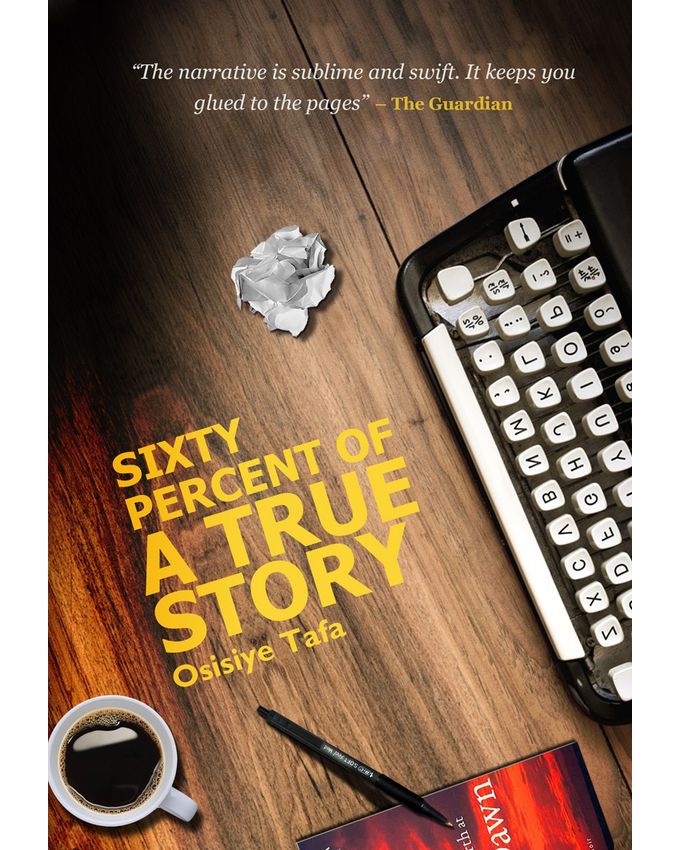 “The narrative is sublime and swift. It keeps you
glued to the pages” – The Guardian
SIXTY
PERCENT OF
A TRUE
STORY
Osisiye Tafa
awn